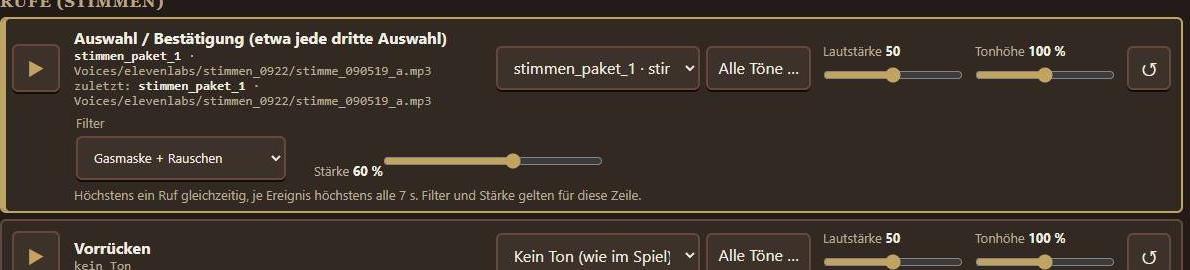 RUFE (STIMMEN)
Auswahl / Bestätigung (etwa jede dritte Auswahl)
stimmen_paket_1 ·
Voices/elevenlabs/stimmen_0922/stimme_090519_a.mp3
zuletzt: stimmen_paket_1 ·
Voices/elevenlabs/stimmen_0922/stimme_090519_a.mp3
stimmen_paket_1 · stir
Alle Töne ...
Lautstärke 50
Tonhöhe 100 %
↺
Filter
Gasmaske + Rauschen
Stärke 60 %
Höchstens ein Ruf gleichzeitig, je Ereignis höchstens alle 7 s. Filter und Stärke gelten für diese Zeile.
Vorrücken
kein Ton
Kein Ton (wie im Spiel)
Alle Töne ...
Lautstärke 50
Tonhöhe 100 %
↺